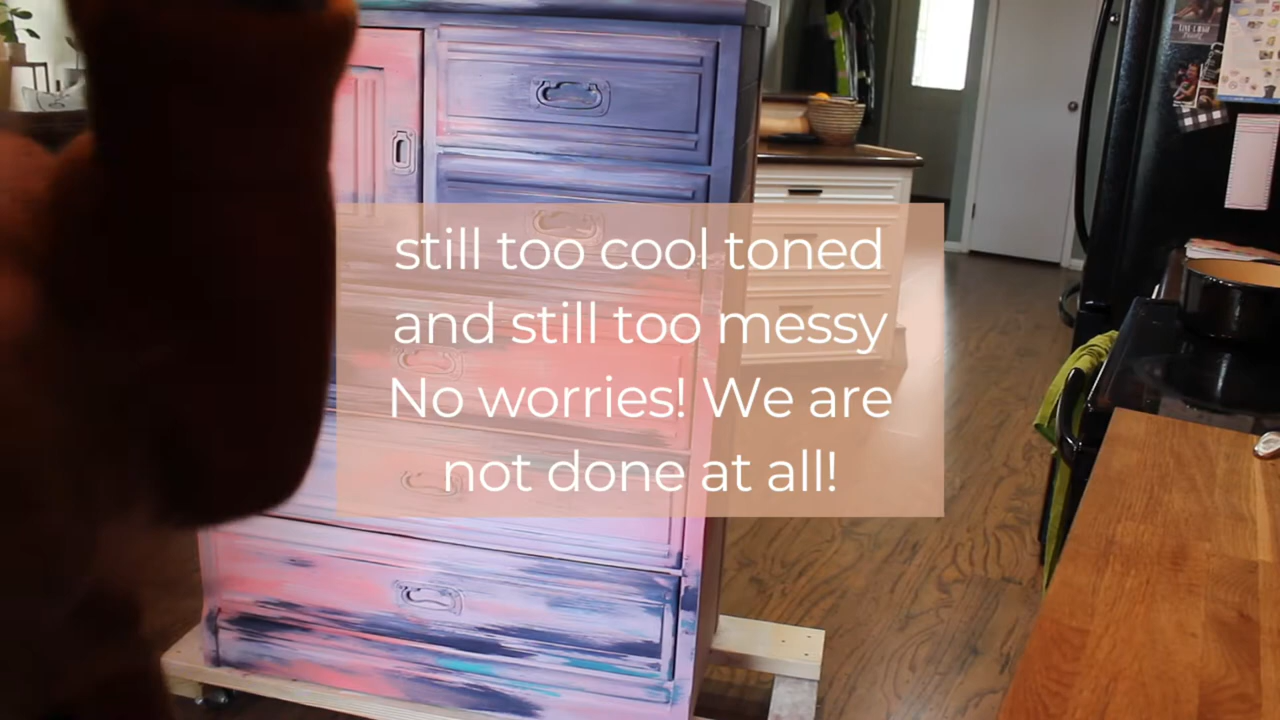 still too cool toned
and still too messy
No worries! We are
not done at all!